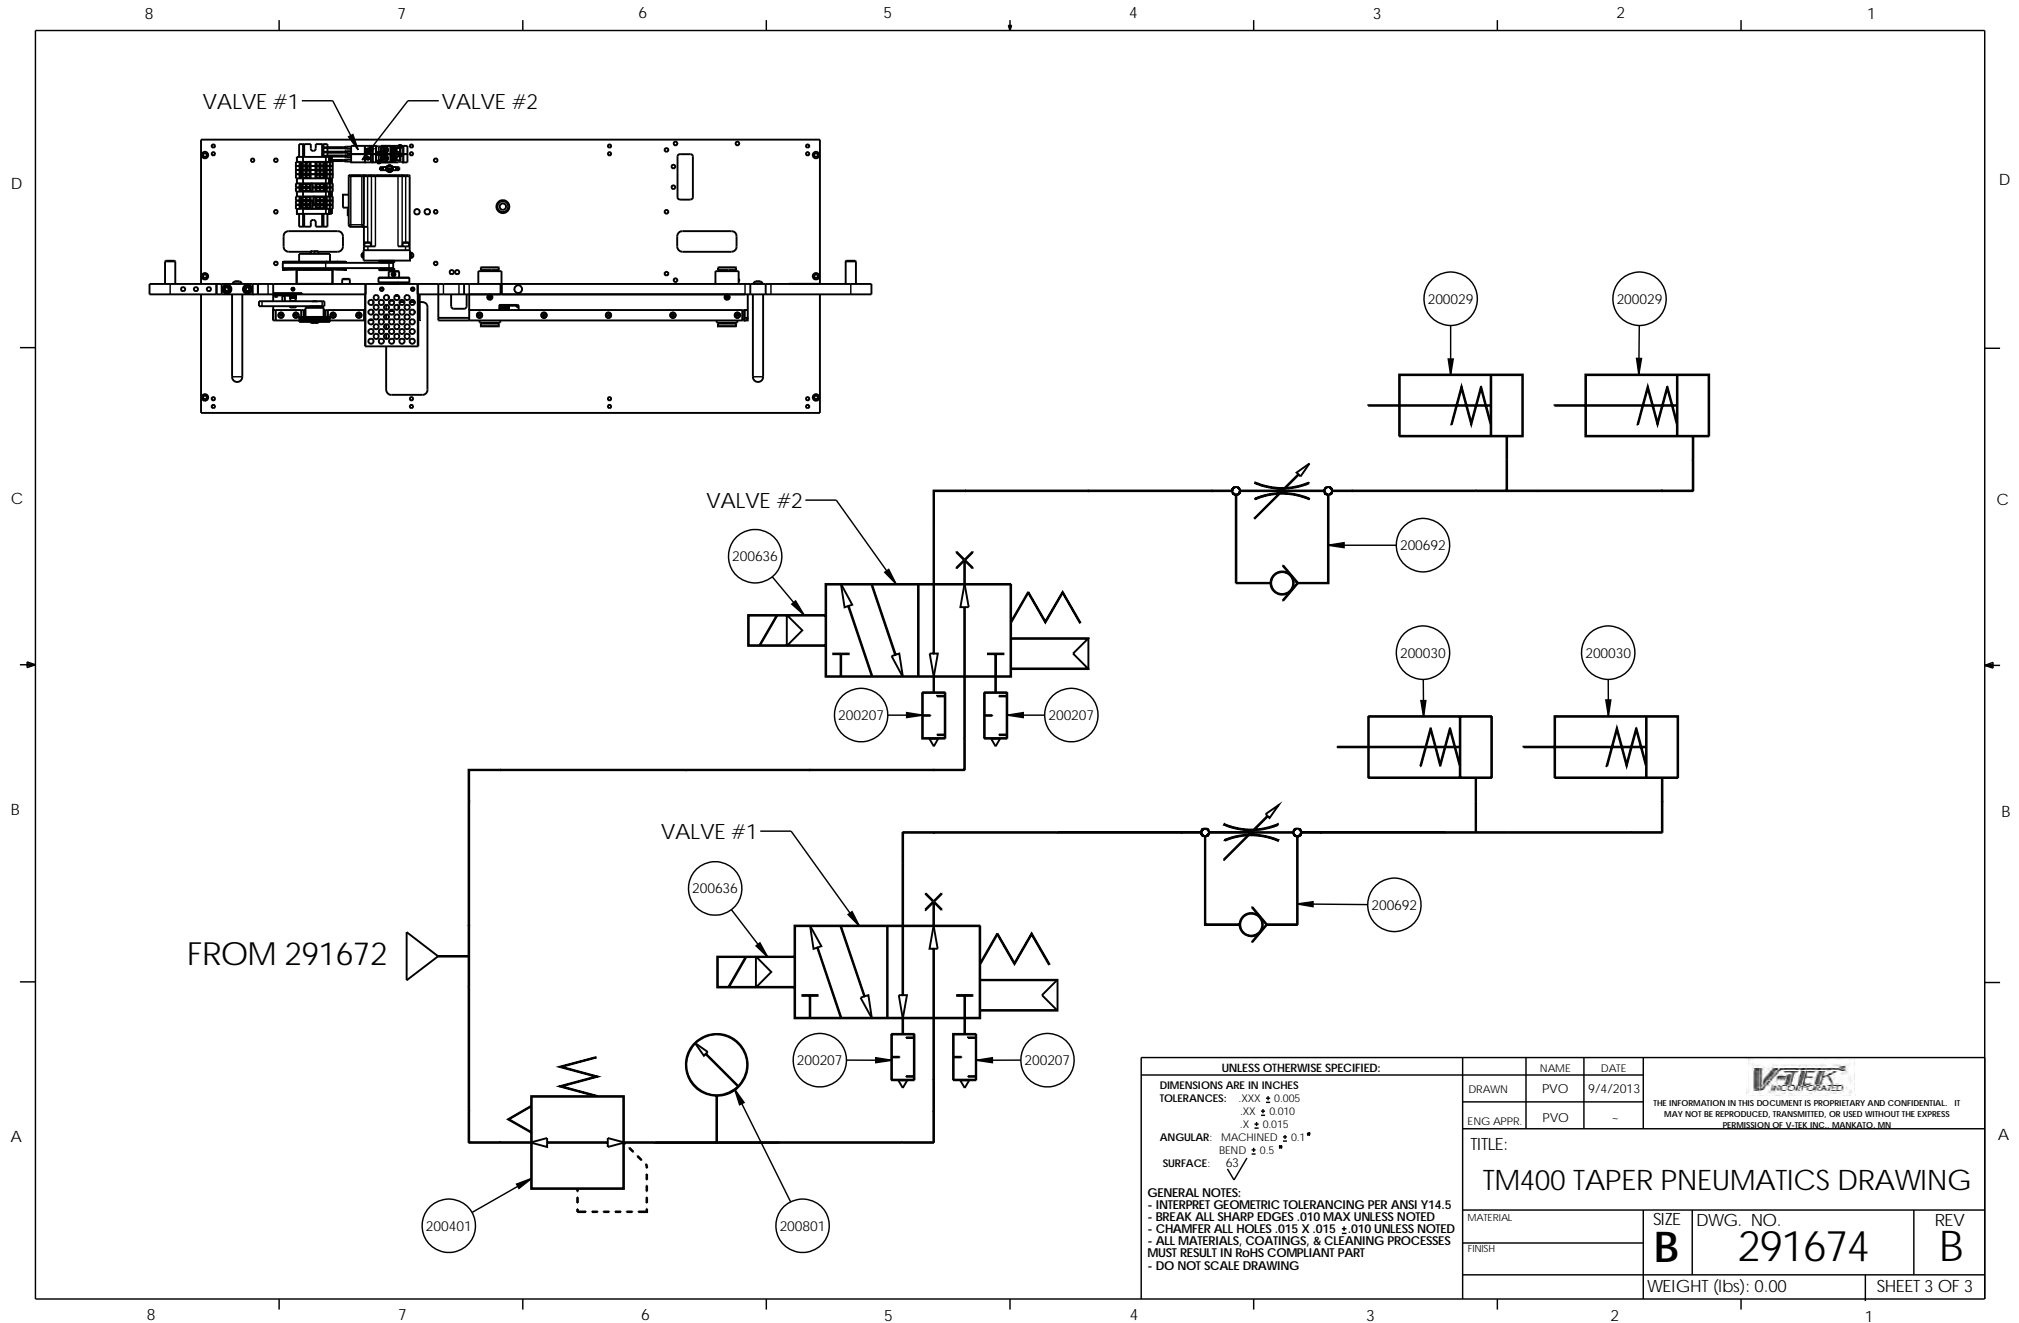 8 7 6 5 4 3 2 1
VALVE #1
VALVE #2
D
D
200029
200029
C
C
VALVE #2
200636
200692
200030
200030
200207
200207
B
B
VALVE #1
200636
200692
FROM 291672
200207
200207
A
A
200401
200801
UNLESS OTHERWISE SPECIFIED:
DIMENSIONS ARE IN INCHES
TOLERANCES: .XXX ± 0.005
.XX ± 0.010
.X ± 0.015
ANGULAR: MACHINED ± 0.1°
BEND ± 0.5 °
SURFACE: 63
GENERAL NOTES:
- INTERPRET GEOMETRIC TOLERANCING PER ANSI Y14.5
- BREAK ALL SHARP EDGES .010 MAX UNLESS NOTED
- CHAMFER ALL HOLES .015 X .015 ±.010 UNLESS NOTED
- ALL MATERIALS, COATINGS, & CLEANING PROCESSES
MUST RESULT IN RoHS COMPLIANT PART
- DO NOT SCALE DRAWING
NAME DATE
DRAWN PVO 9/4/2013
ENG APPR. PVO ~
V-TEK
INCORPORATED
THE INFORMATION IN THIS DOCUMENT IS PROPRIETARY AND CONFIDENTIAL. IT
MAY NOT BE REPRODUCED, TRANSMITTED, OR USED WITHOUT THE EXPRESS
PERMISSION OF V-TEK INC., MANKATO, MN
TITLE:
TM400 TAPER PNEUMATICS DRAWING
MATERIAL
FINISH
SIZE
B
DWG. NO.
291674
REV
B
WEIGHT (lbs): 0.00
SHEET 3 OF 3
8 7 6 5 4 3 2 1